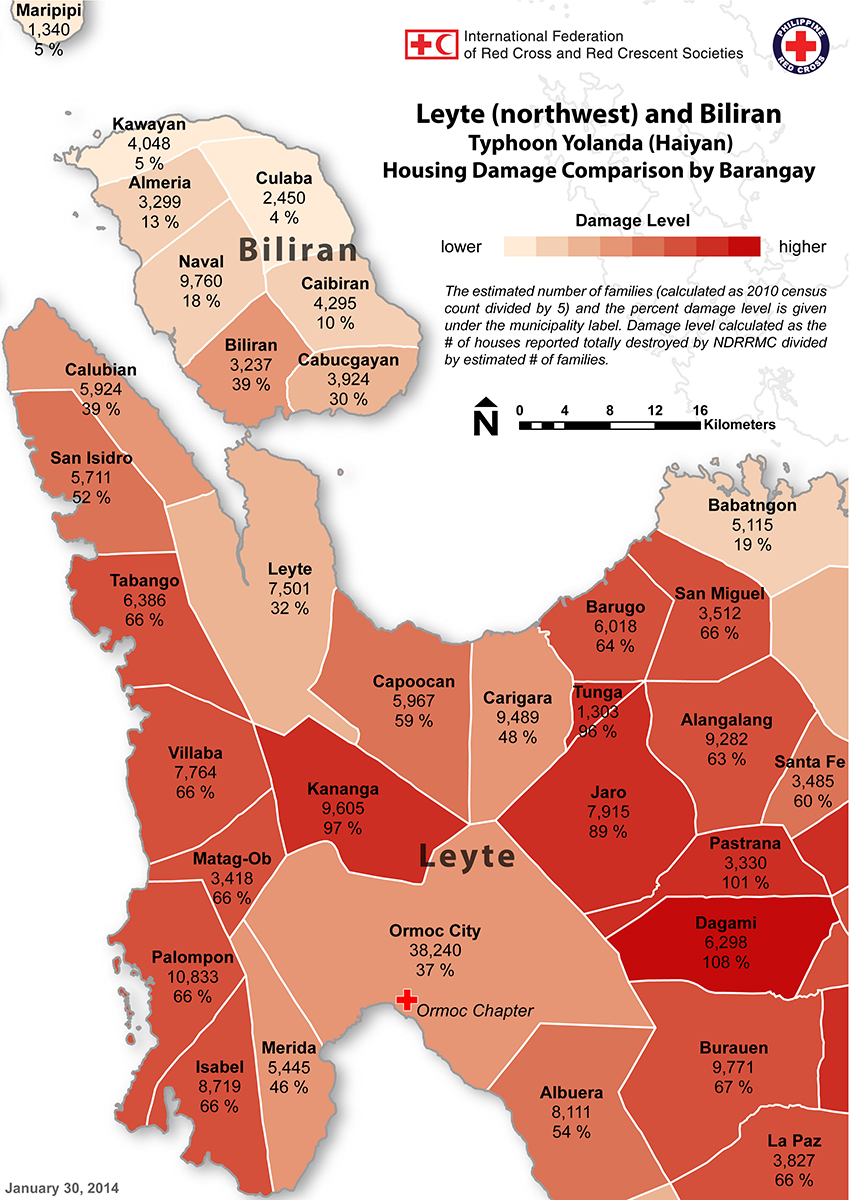 Maripipi
1,340
5 %
International Federation
of Red Cross and Red Crescent Societies
PHILIPPINE
RED CROSS
Leyte (northwest) and Biliran
Typhoon Yolanda (Haiyan)
Housing Damage Comparison by Barangay
Damage Level
lower
higher
The estimated number of families (calculated as 2010 census
count divided by 5) and the percent damage level is given
under the municipality label. Damage level calculated as the
# of houses reported totally destroyed by NDRRMC divided
by estimated # of families.
N
0 4 8 12 16
Kilometers
Kawayan
4,048
5 %
Almeria
3,299
13 %
Culaba
2,450
4 %
Biliran
Naval
9,760
18 %
Caibiran
4,295
10 %
Biliran
3,237
39 %
Cabucgayan
3,924
30 %
Calubian
5,924
39 %
San Isidro
5,711
52 %
Babatngon
5,115
19 %
Leyte
7,501
32 %
Tabango
6,386
66 %
Barugo
6,018
64 %
San Miguel
3,512
66 %
Capoocan
5,967
59 %
Carigara
9,489
48 %
Tunga
1,303
96 %
Alangalang
9,282
63 %
Santa Fe
3,485
60 %
Villaba
7,764
66 %
Kananga
9,605
97 %
Jaro
7,915
89 %
Leyte
Matag-Ob
3,418
66 %
Pastrana
3,330
101 %
Dagami
6,298
108 %
Ormoc City
38,240
37 %
Ormoc Chapter
Palompon
10,833
66 %
Isabel
8,719
66 %
Merida
5,445
46 %
Burauen
9,771
67 %
Albuera
8,111
54 %
La Paz
3,827
66 %
January 30, 2014